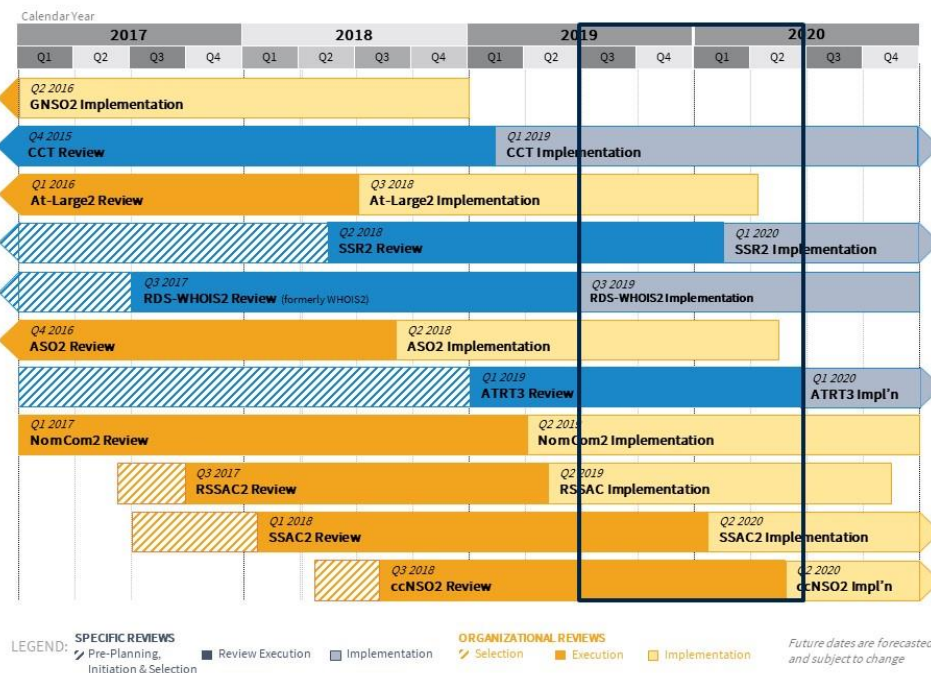 Calendar Year
2017 2018 2019 2020
Q1 Q2 Q3 Q4 Q1 Q2 Q3 Q4 Q1 Q2 Q3 Q4 Q1 Q2 Q3 Q4
Q2 2016
GNSO2 Implementation
Q4 2015
CCT Review
Q1 2019
CCT Implementation
Q1 2016
At-Large2 Review
Q3 2018
At-Large2 Implementation
Q2 2018
SSR2 Review
Q1 2020
SSR2 Implementation
Q3 2017
RDS-WHOIS2 Review (formerly WHOIS2)
Q3 2019
RDS-WHOIS2 Implementation
Q4 2016
ASO2 Review
Q2 2018
ASO2 Implementation
Q1 2019
ATRT3 Review
Q1 2020
ATRT3 Impl'n
Q1 2017
NomCom2 Review
Q2 2019
NomCom2 Implementation
Q3 2017
RSSAC2 Review
Q2 2019
RSSAC Implementation
Q1 2018
SSAC2 Review
Q2 2020
SSAC2 Implementation
Q3 2018
ccNSO2 Review
Q2 2020
ccNSO2 Impl'n
LEGEND:
SPECIFIC REVIEWS
Pre-Planning,
Initiation & Selection
Review Execution
Implementation
ORGANIZATIONAL REVIEWS
Selection
Execution
Implementation
Future dates are forecasted
and subject to change